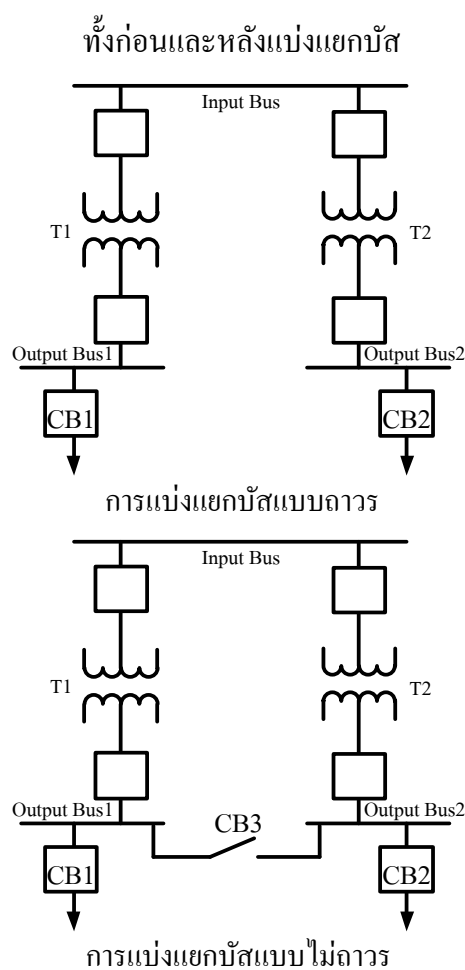 ทั้งก่อนและหลังแบ่งแยกบัส
Input Bus
T1
T2
Output Bus1
Output Bus2
CB1
CB2
การแบ่งแยกบัสแบบถาวร
Input Bus
T1
T2
Output Bus1
CB3
Output Bus2
CB1
CB2
การแบ่งแยกบัสแบบไม่ถาวร